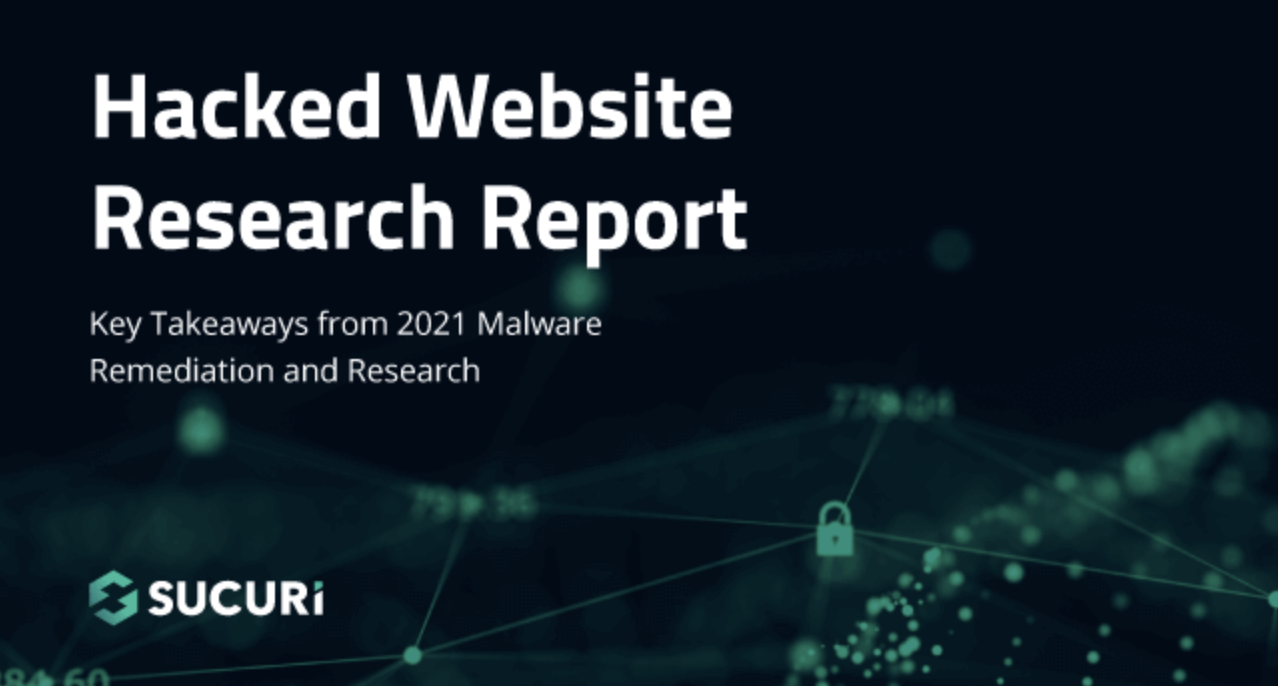 Hacked Website
Research Report
Key Takeaways from 2021 Malware
Remediation and Research
SUCURi